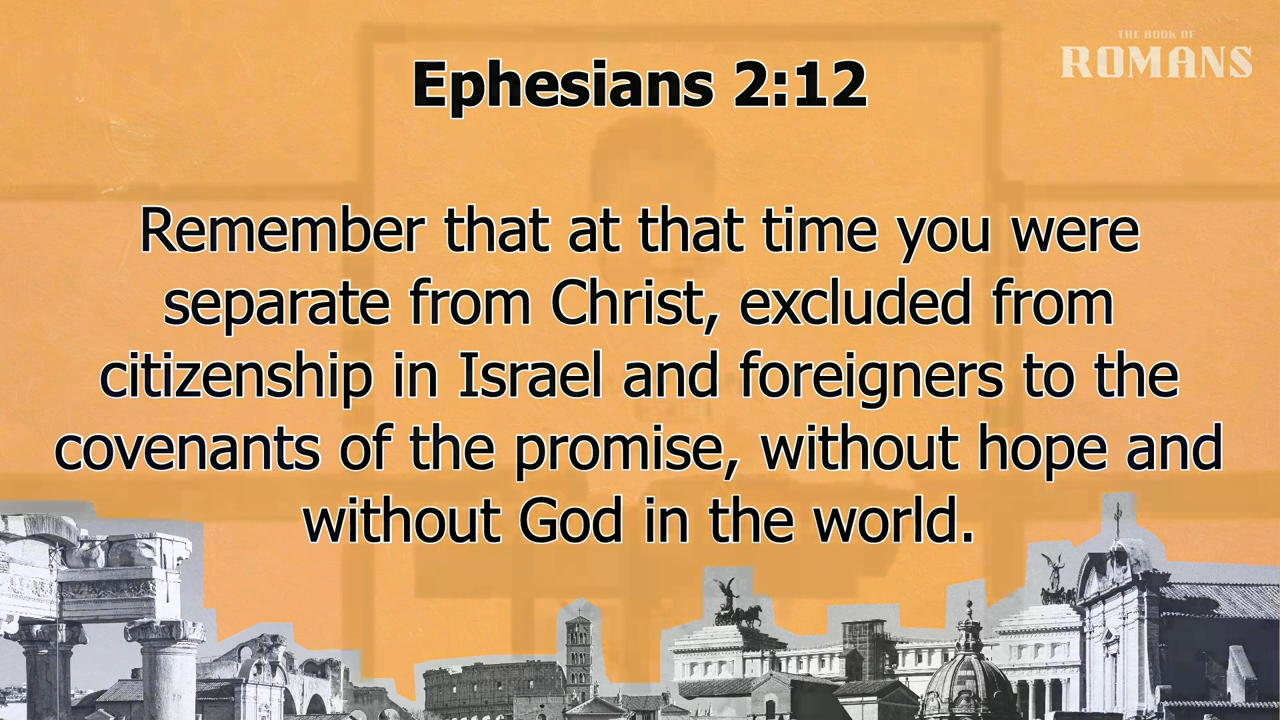 THE BOOK OF
ROMANS
Ephesians 2:12
Remember that at that time you were
separate from Christ, excluded from
citizenship in Israel and foreigners to the
covenants of the promise, without hope and
without God in the world.